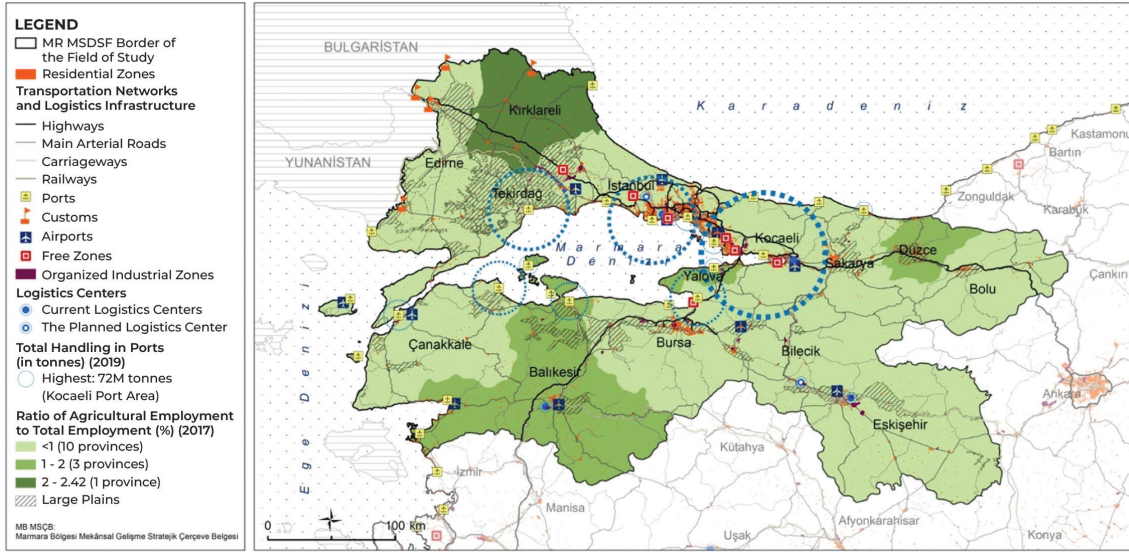 LEGEND
MR MSDSF Border of
the Field of Study
Residential Zones
Transportation Networks
and Logistics Infrastructure
Highways
Main Arterial Roads
Carriageways
Railways
Ports
Customs
Airports
Free Zones
Organized Industrial Zones
Logistics Centers
Current Logistics Centers
The Planned Logistics Center
Total Handling in Ports
(in tonnes) (2019)
Highest: 72M tonnes
(Kocaeli Port Area)
Ratio of Agricultural Employment
to Total Employment (%) (2017)
<1 (10 provinces)
1 - 2 (3 provinces)
2 - 2.42 (1 province)
Large Plains
MB MSÇB:
Marmara Bölgesi Mekânsal Gelişme Stratejik Çerçeve Belgesi
BULGARİSTAN
Karadeniz
Kırklareli
Kastamonu
Bartın
YUNANİSTAN
Edirne
Tekirdağ
İstanbul
Zonguldak
Karabük
Kocaeli
Marmara
Denizi
Düzce
Sakarya
Yalova
Çankırı
Bolu
Ege Denizi
Çanakkale
Bursa
Bilecik
Balıkesir
Ankara
Eskişehir
Kütahya
İzmir
Manisa
Uşak
Afyonkarahisar
Konya
0
100 km